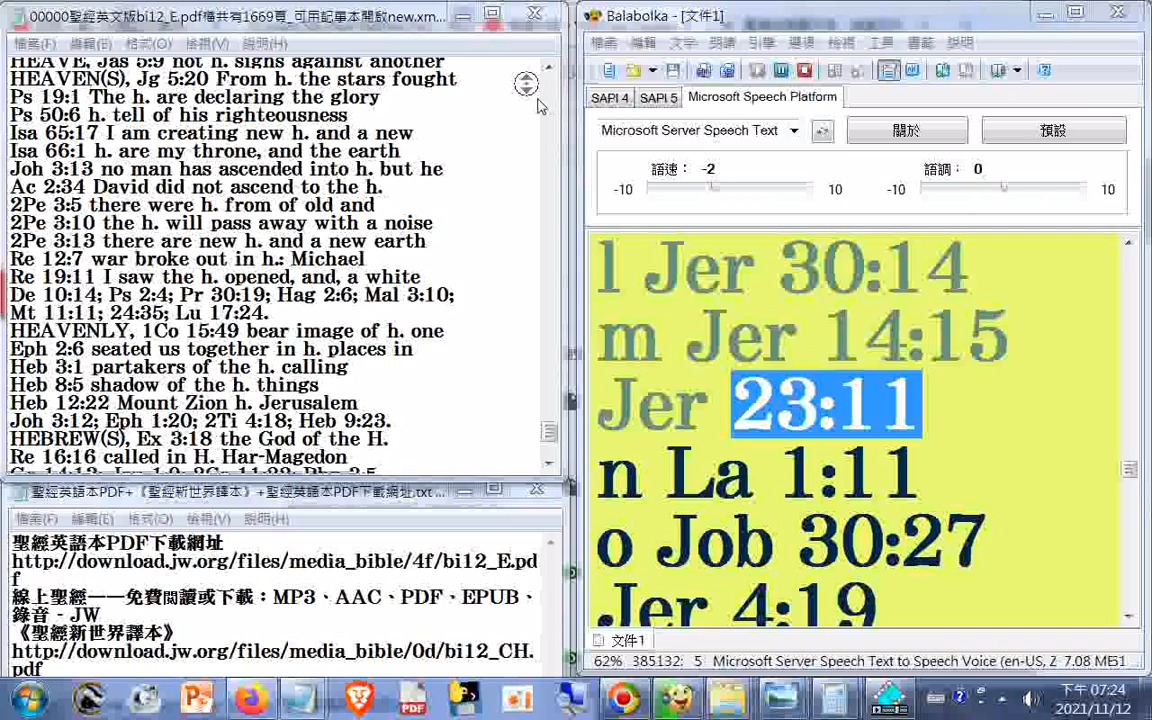 00000聖經英文版bi12_E.pdf檔共有1669頁_可用記事本開啟new.xm...
檔案(F) 編輯(E) 格式(O) 檢視(V) 說明(H)
HEAVE, Jas 5:9 not h. sighs against another
HEAVEN(S), Jg 5:20 From h. the stars fought
Ps 19:1 The h. are declaring the glory
Ps 50:6 h. tell of his righteousness
Isa 65:17 I am creating new h. and a new
Isa 66:1 h. are my throne, and the earth
Joh 3:13 no man has ascended into h. but he
Ac 2:34 David did not ascend to the h.
2Pe 3:5 there were h. from of old and
2Pe 3:10 the h. will pass away with a noise
2Pe 3:13 there are new h. and a new earth
Re 12:7 war broke out in h.: Michael
Re 19:11 I saw the h. opened, and, a white
De 10:14; Ps 2:4; Pr 30:19; Hag 2:6; Mal 3:10;
Mt 11:11; 24:35; Lu 17:24.
HEAVENLY, 1Co 15:49 bear image of h. one
Eph 2:6 seated us together in h. places in
Heb 3:1 partakers of the h. calling
Heb 8:5 shadow of the h. things
Heb 12:22 Mount Zion h. Jerusalem
Joh 3:12; Eph 1:20; 2Ti 4:18; Heb 9:23.
HEBREW(S), Ex 3:18 the God of the H.
Re 16:16 called in H. Har-Magedon
聖經英語本PDF+《聖經新世界譯本》+聖經英語本PDF下載網址.txt ...
檔案(F) 編輯(E) 格式(O) 檢視(V) 說明(H)
聖經英語本PDF下載網址
http://download.jw.org/files/media_bible/4f/bi12_E.pd
f
線上聖經——免費閱讀或下載：MP3、AAC、PDF、EPUB、
錄音 - JW
《聖經新世界譯本》
http://download.jw.org/files/media_bible/0d/bi12_CH.
pdf
Balabolka - [文件1]
檔案 編輯 文字 朗讀 引擎 選項 檢視 工具 書籤 說明
SAPI 4 SAPI 5 Microsoft Speech Platform
Microsoft Server Speech Text 關於 預設
語速： -2 語調： 0
-10 10 -10 10
l Jer 30:14
m Jer 14:15
Jer 23:11
n La 1:11
o Job 30:27
Jer 4:19
文件1
62% 385132: 5 Microsoft Server Speech Text to Speech Voice (en-US, Z 7.08 MB
下午 07:24
2021/11/12